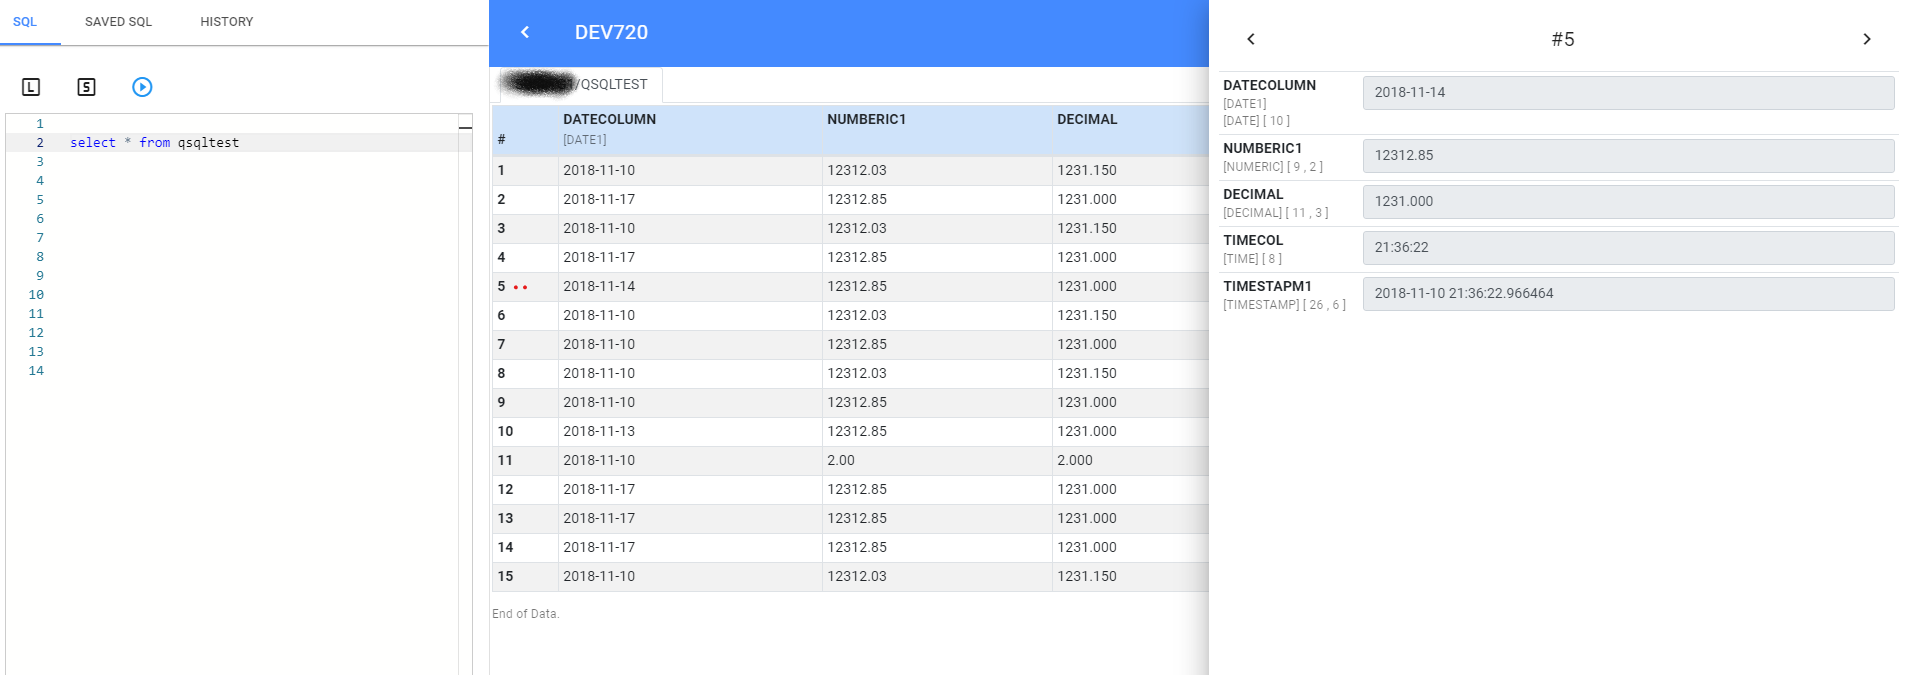 SQL SAVED SQL HISTORY
L S
1
2 select * from qsqltest
3
4
5
6
7
8
9
10
11
12
13
14
DEV720
/QSQLTEST
# DATECOLUMN [DATE1] NUMBERIC1 DECIMAL
1 2018-11-10 12312.03 1231.150
2 2018-11-17 12312.85 1231.000
3 2018-11-10 12312.03 1231.150
4 2018-11-17 12312.85 1231.000
5 2018-11-14 12312.85 1231.000
6 2018-11-10 12312.03 1231.150
7 2018-11-10 12312.85 1231.000
8 2018-11-10 12312.03 1231.150
9 2018-11-10 12312.85 1231.000
10 2018-11-13 12312.85 1231.000
11 2018-11-10 2.00 2.000
12 2018-11-17 12312.85 1231.000
13 2018-11-17 12312.85 1231.000
14 2018-11-17 12312.85 1231.000
15 2018-11-10 12312.03 1231.150
End of Data.
#5
DATECOLUMN 2018-11-14
[DATE1]
[DATE] [ 10 ]
NUMBERIC1 12312.85
[NUMERIC] [ 9 , 2 ]
DECIMAL 1231.000
[DECIMAL] [ 11 , 3 ]
TIMECOL 21:36:22
[TIME] [ 8 ]
TIMESTAPM1 2018-11-10 21:36:22.966464
[TIMESTAMP] [ 26 , 6 ]